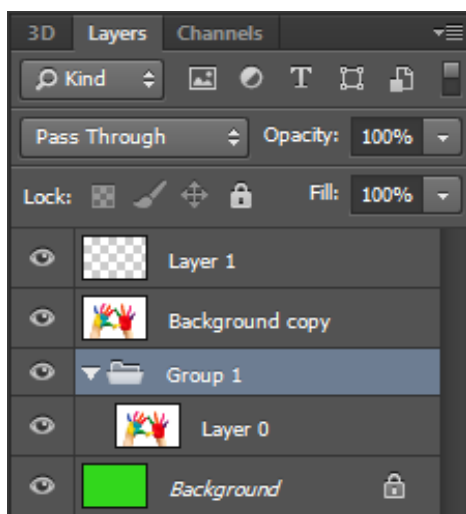 3D Layers Channels
Kind T
Pass Through Opacity: 100%
Lock: Fill: 100%
Layer 1
Background copy
Group 1
Layer 0
Background